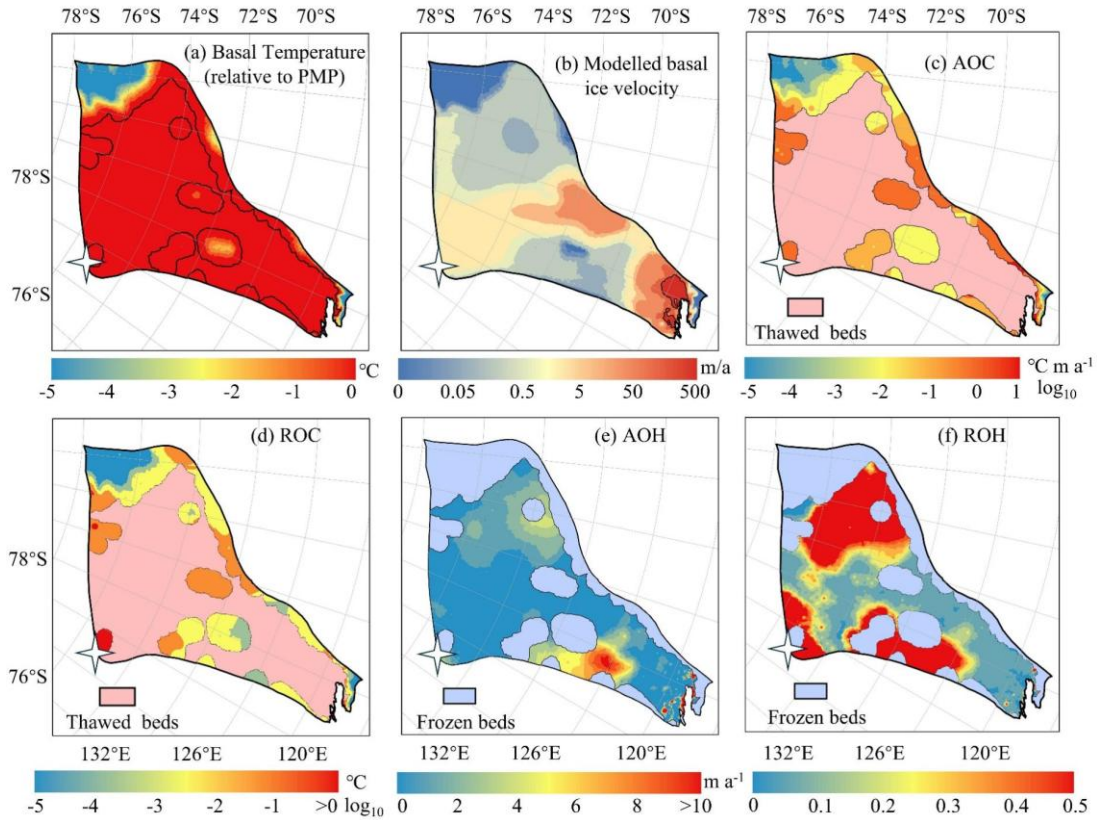 78°S 76°S 74°S 72°S 70°S
78°S 76°S 74°S 72°S 70°S
78°S 76°S 74°S 72°S 70°S
(a) Basal Temperature
(relative to PMP)
(b) Modelled basal
ice velocity
(c) AOC
78°S
76°S
Thawed beds
-5 -4 -3 -2 -1 0 °C
0 0.05 0.5 5 50 500 m/a
-5 -4 -3 -2 -1 1 °C m a⁻¹ log₁₀
(d) ROC
(e) AOH
(f) ROH
78°S
76°S
Thawed beds
Frozen beds
Frozen beds
132°E 126°E 120°E
132°E 126°E 120°E
132°E 126°E 120°E
-5 -4 -3 -2 -1 >0 °C log₁₀
0 2 4 6 8 >10 m a⁻¹
0 0.1 0.2 0.3 0.4 0.5